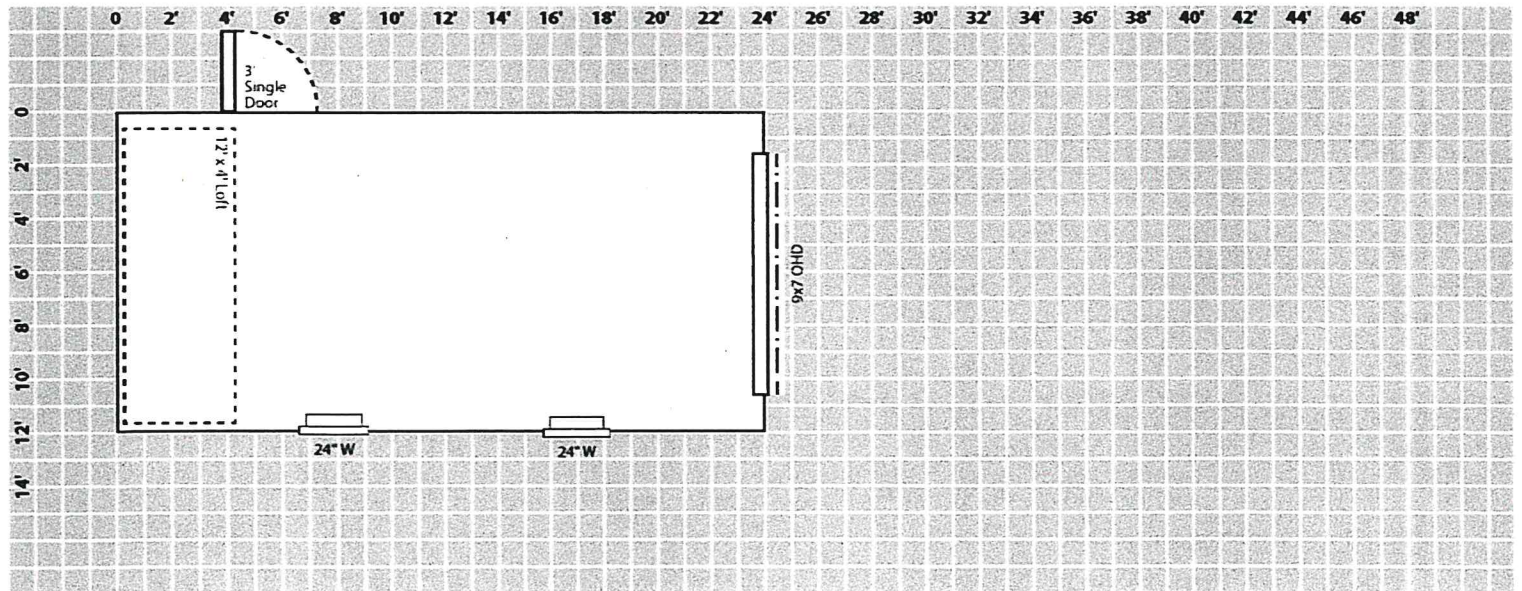 0 2' 4' 6' 8' 10' 12' 14' 16' 18' 20' 22' 24' 26' 28' 30' 32' 34' 36' 38' 40' 42' 44' 46' 48'
3'
Single
Door
0
2'
4'
6'
8'
10'
12'
14'
12' x 4' Loft
9x7 OHD
24" W
24" W